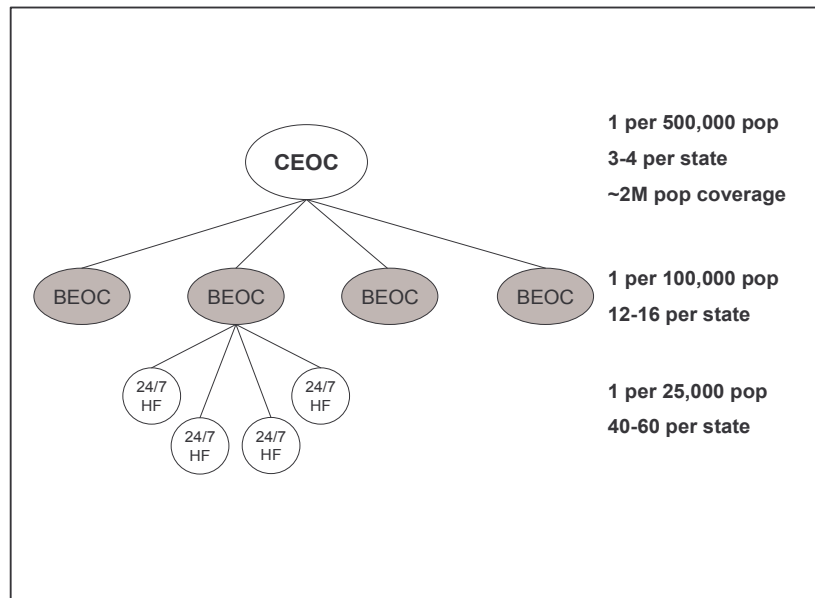 CEOC
1 per 500,000 pop
3-4 per state
~2M pop coverage
BEOC
BEOC
BEOC
BEOC
1 per 100,000 pop
12-16 per state
24/7
HF
24/7
HF
24/7
HF
24/7
HF
1 per 25,000 pop
40-60 per state